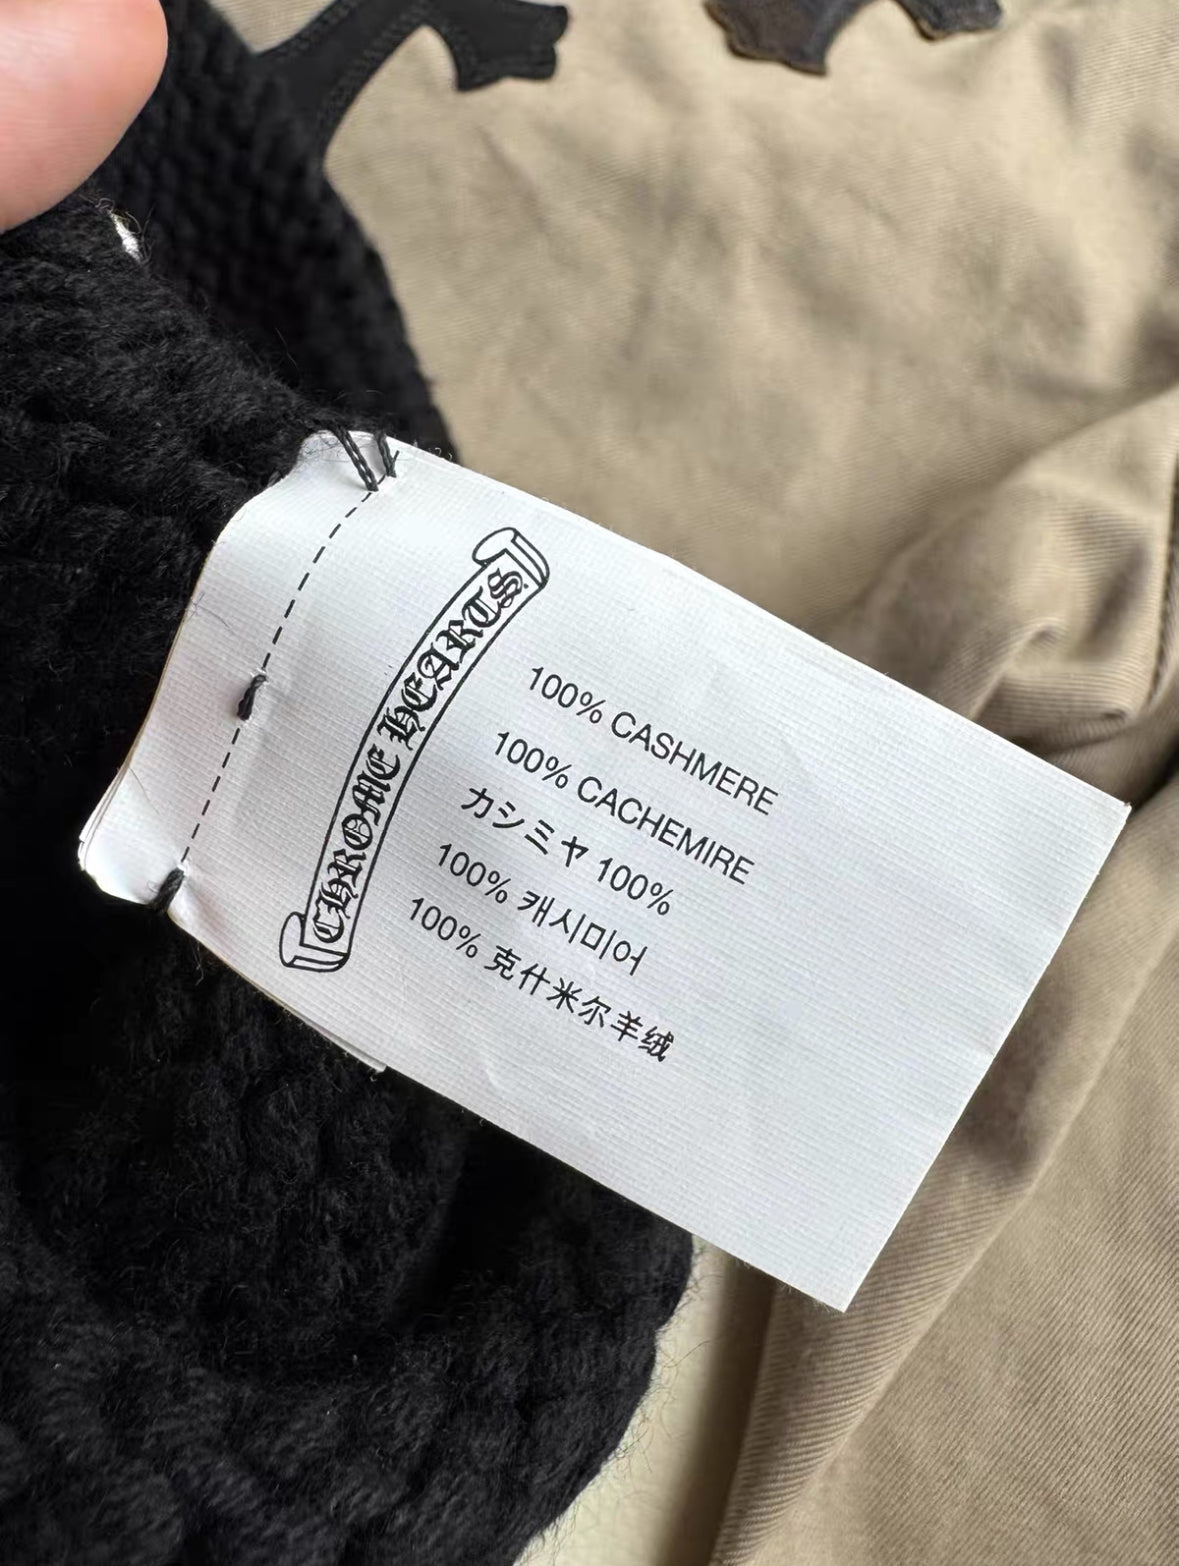 CHROME HEARTS
100% CASHMERE
100% CACHEMIRE
カシミヤ 100%
100% 캐시미어
100% 克什米尔羊绒